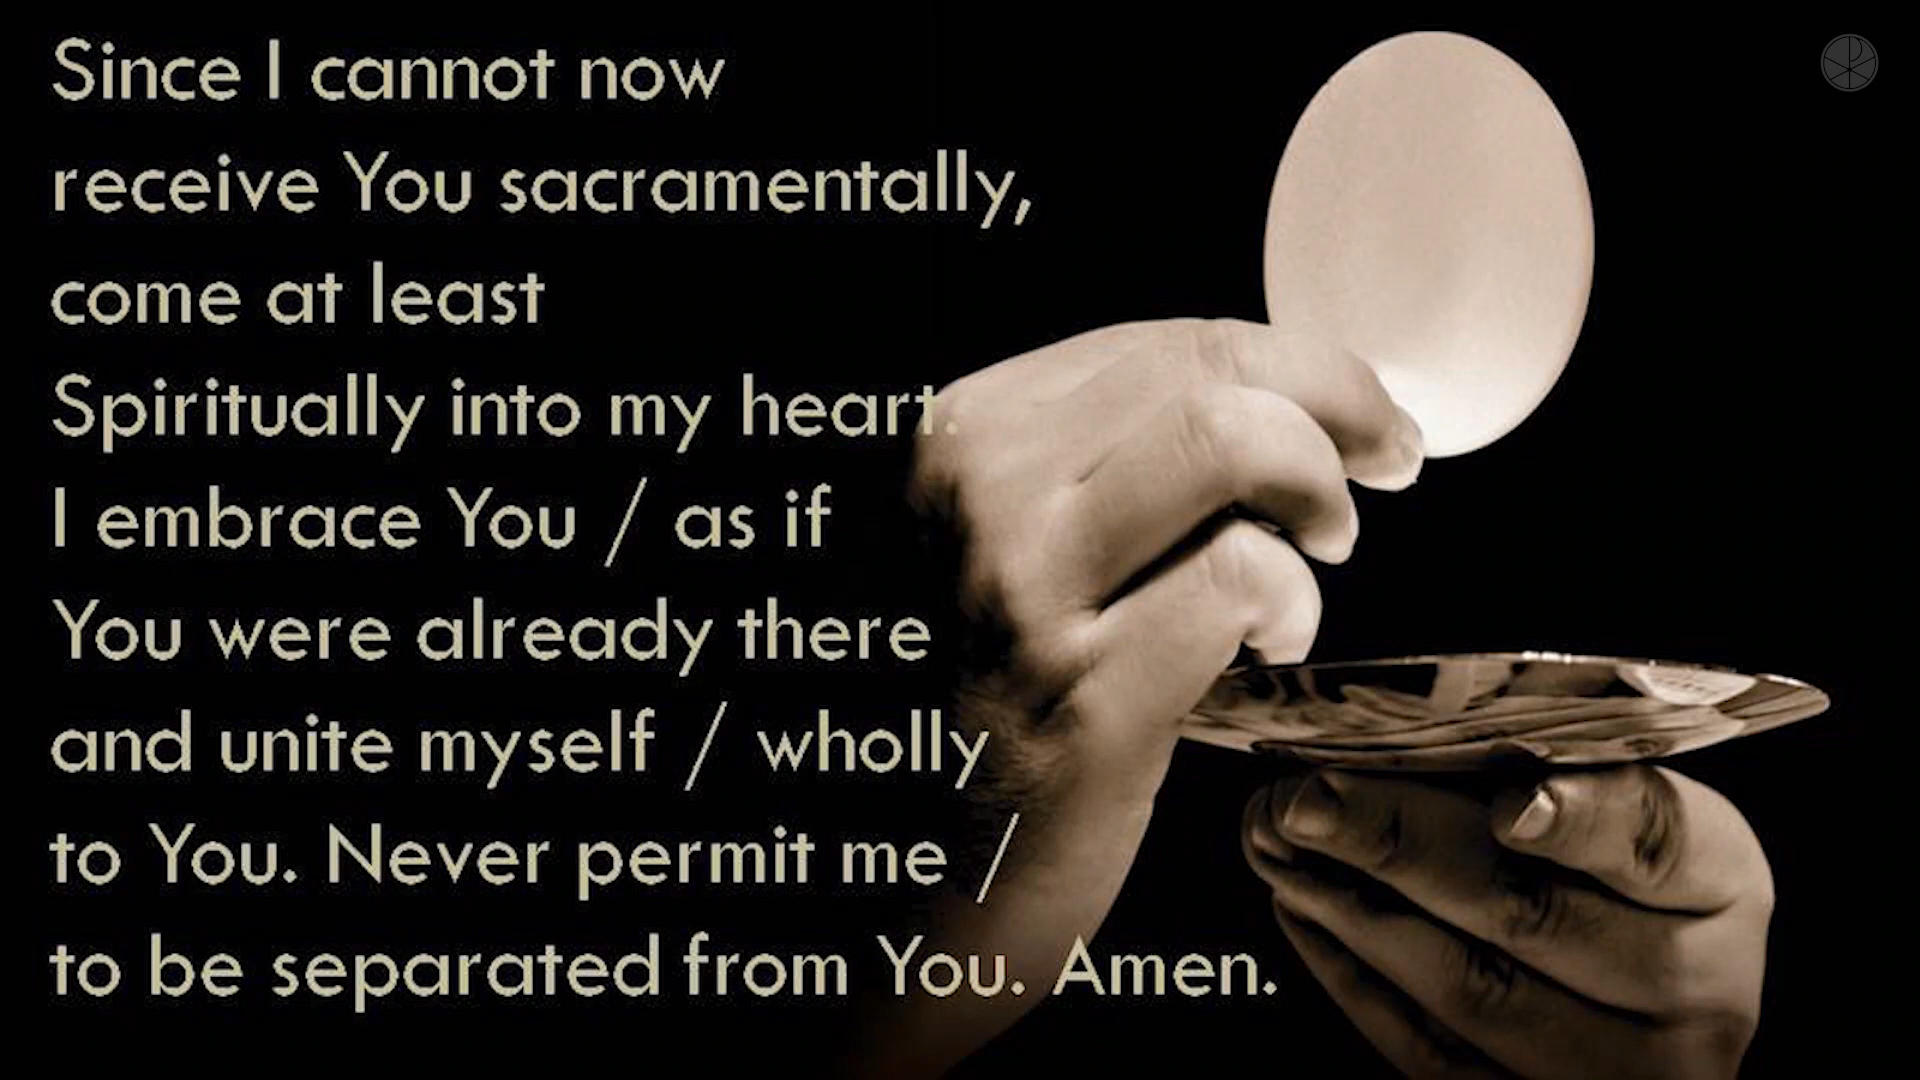 Since I cannot now
receive You sacramentally,
come at least
Spiritually into my heart.
I embrace You / as if
You were already there
and unite myself / wholly
to You. Never permit me /
to be separated from You. Amen.